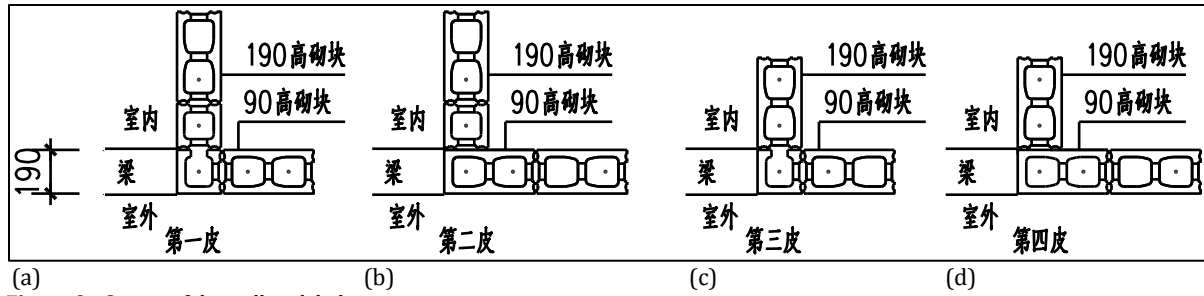 190高砌块
90高砌块
室内
190
梁
室外
第一皮
190高砌块
90高砌块
室内
梁
室外
第二皮
190高砌块
90高砌块
室内
梁
室外
第三皮
190高砌块
90高砌块
室内
梁
室外
第四皮
(a)
(b)
(c)
(d)